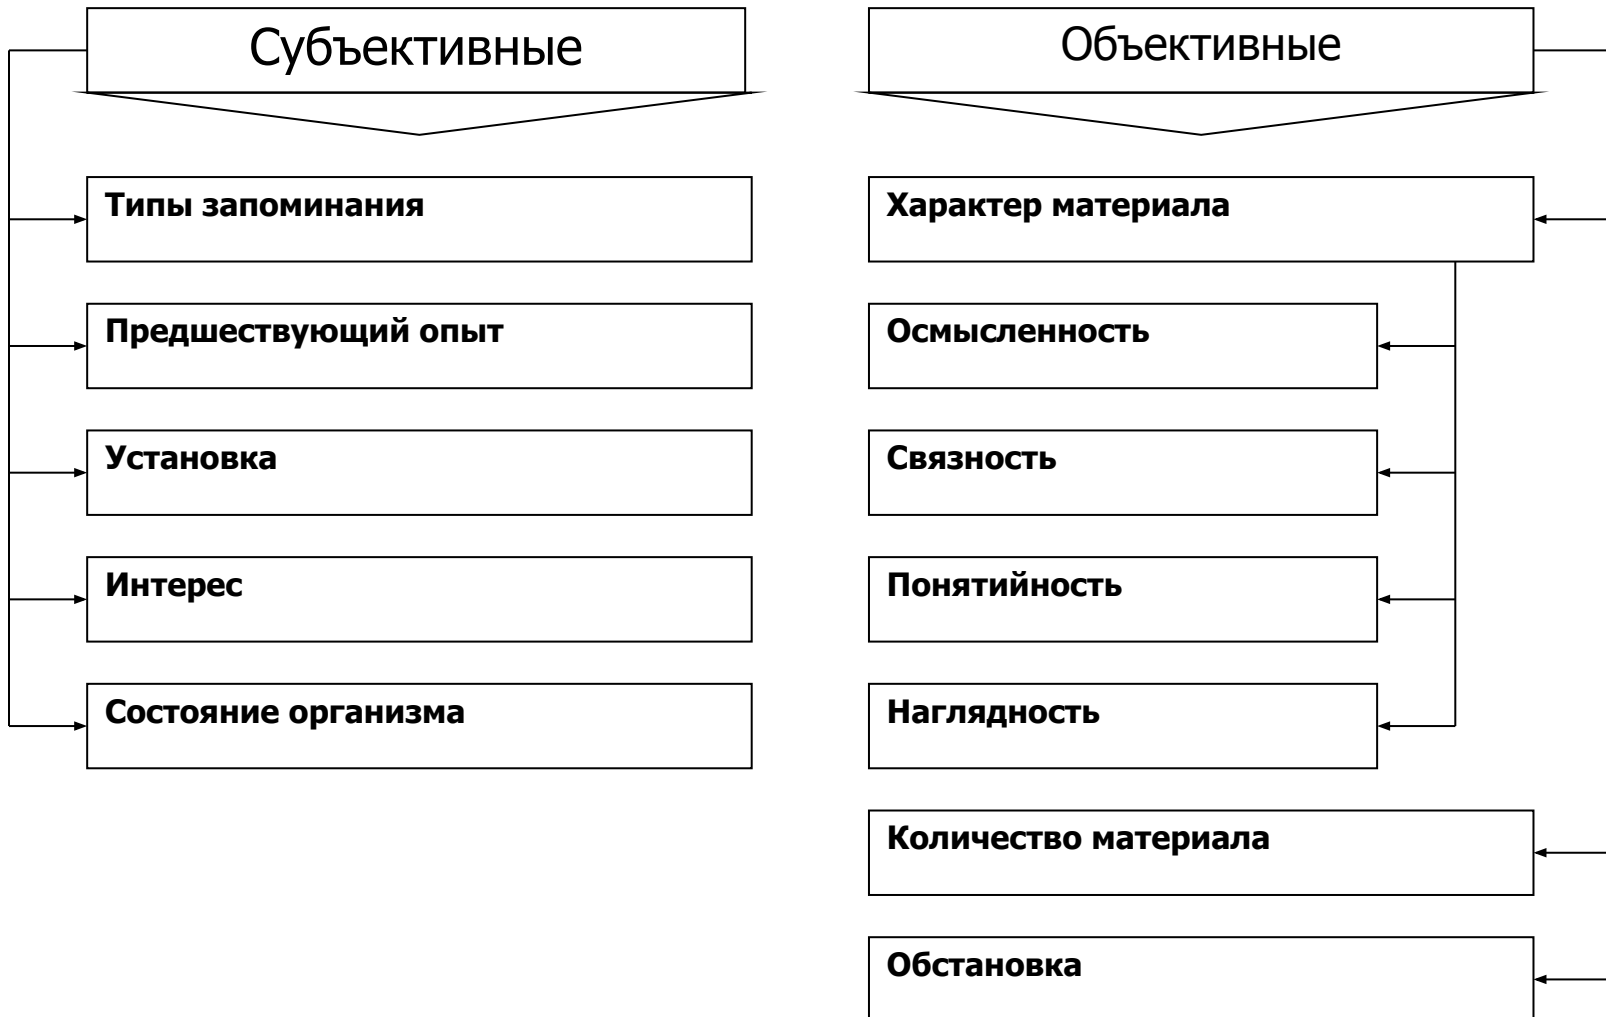 Субъективные
Типы запоминания
Предшествующий опыт
Установка
Интерес
Состояние организма
Объективные
Характер материала
Осмысленность
Связность
Понятийность
Наглядность
Количество материала
Обстановка